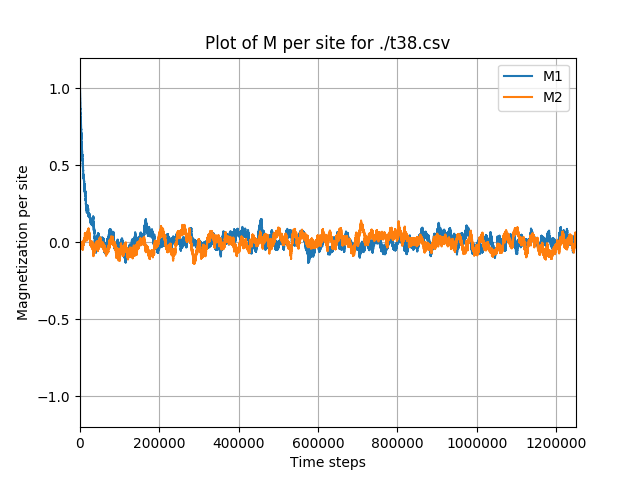 Plot of M per site for ./t38.csv
M1
M2
Magnetization per site
1.0
0.5
0.0
−0.5
−1.0
0 200000 400000 600000 800000 1000000 1200000
Time steps